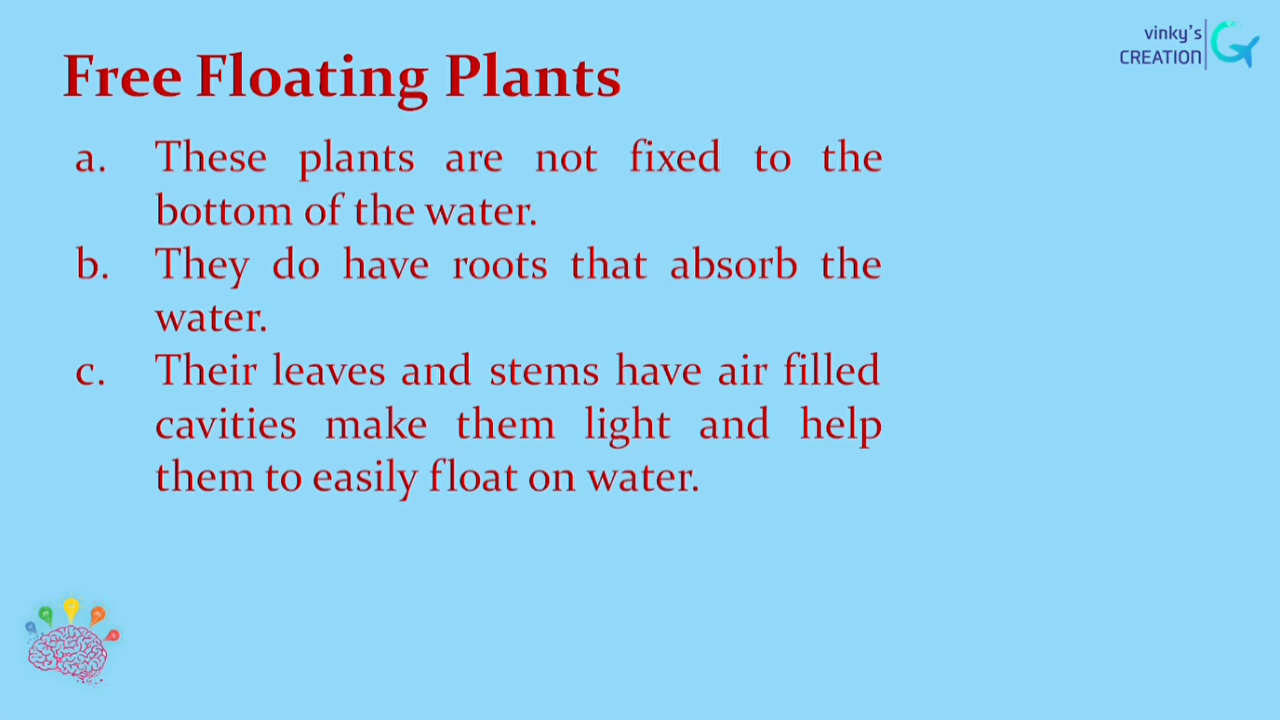 vinky's
CREATION
Free Floating Plants
a. These plants are not fixed to the
bottom of the water.
b. They do have roots that absorb the
water.
c. Their leaves and stems have air filled
cavities make them light and help
them to easily float on water.